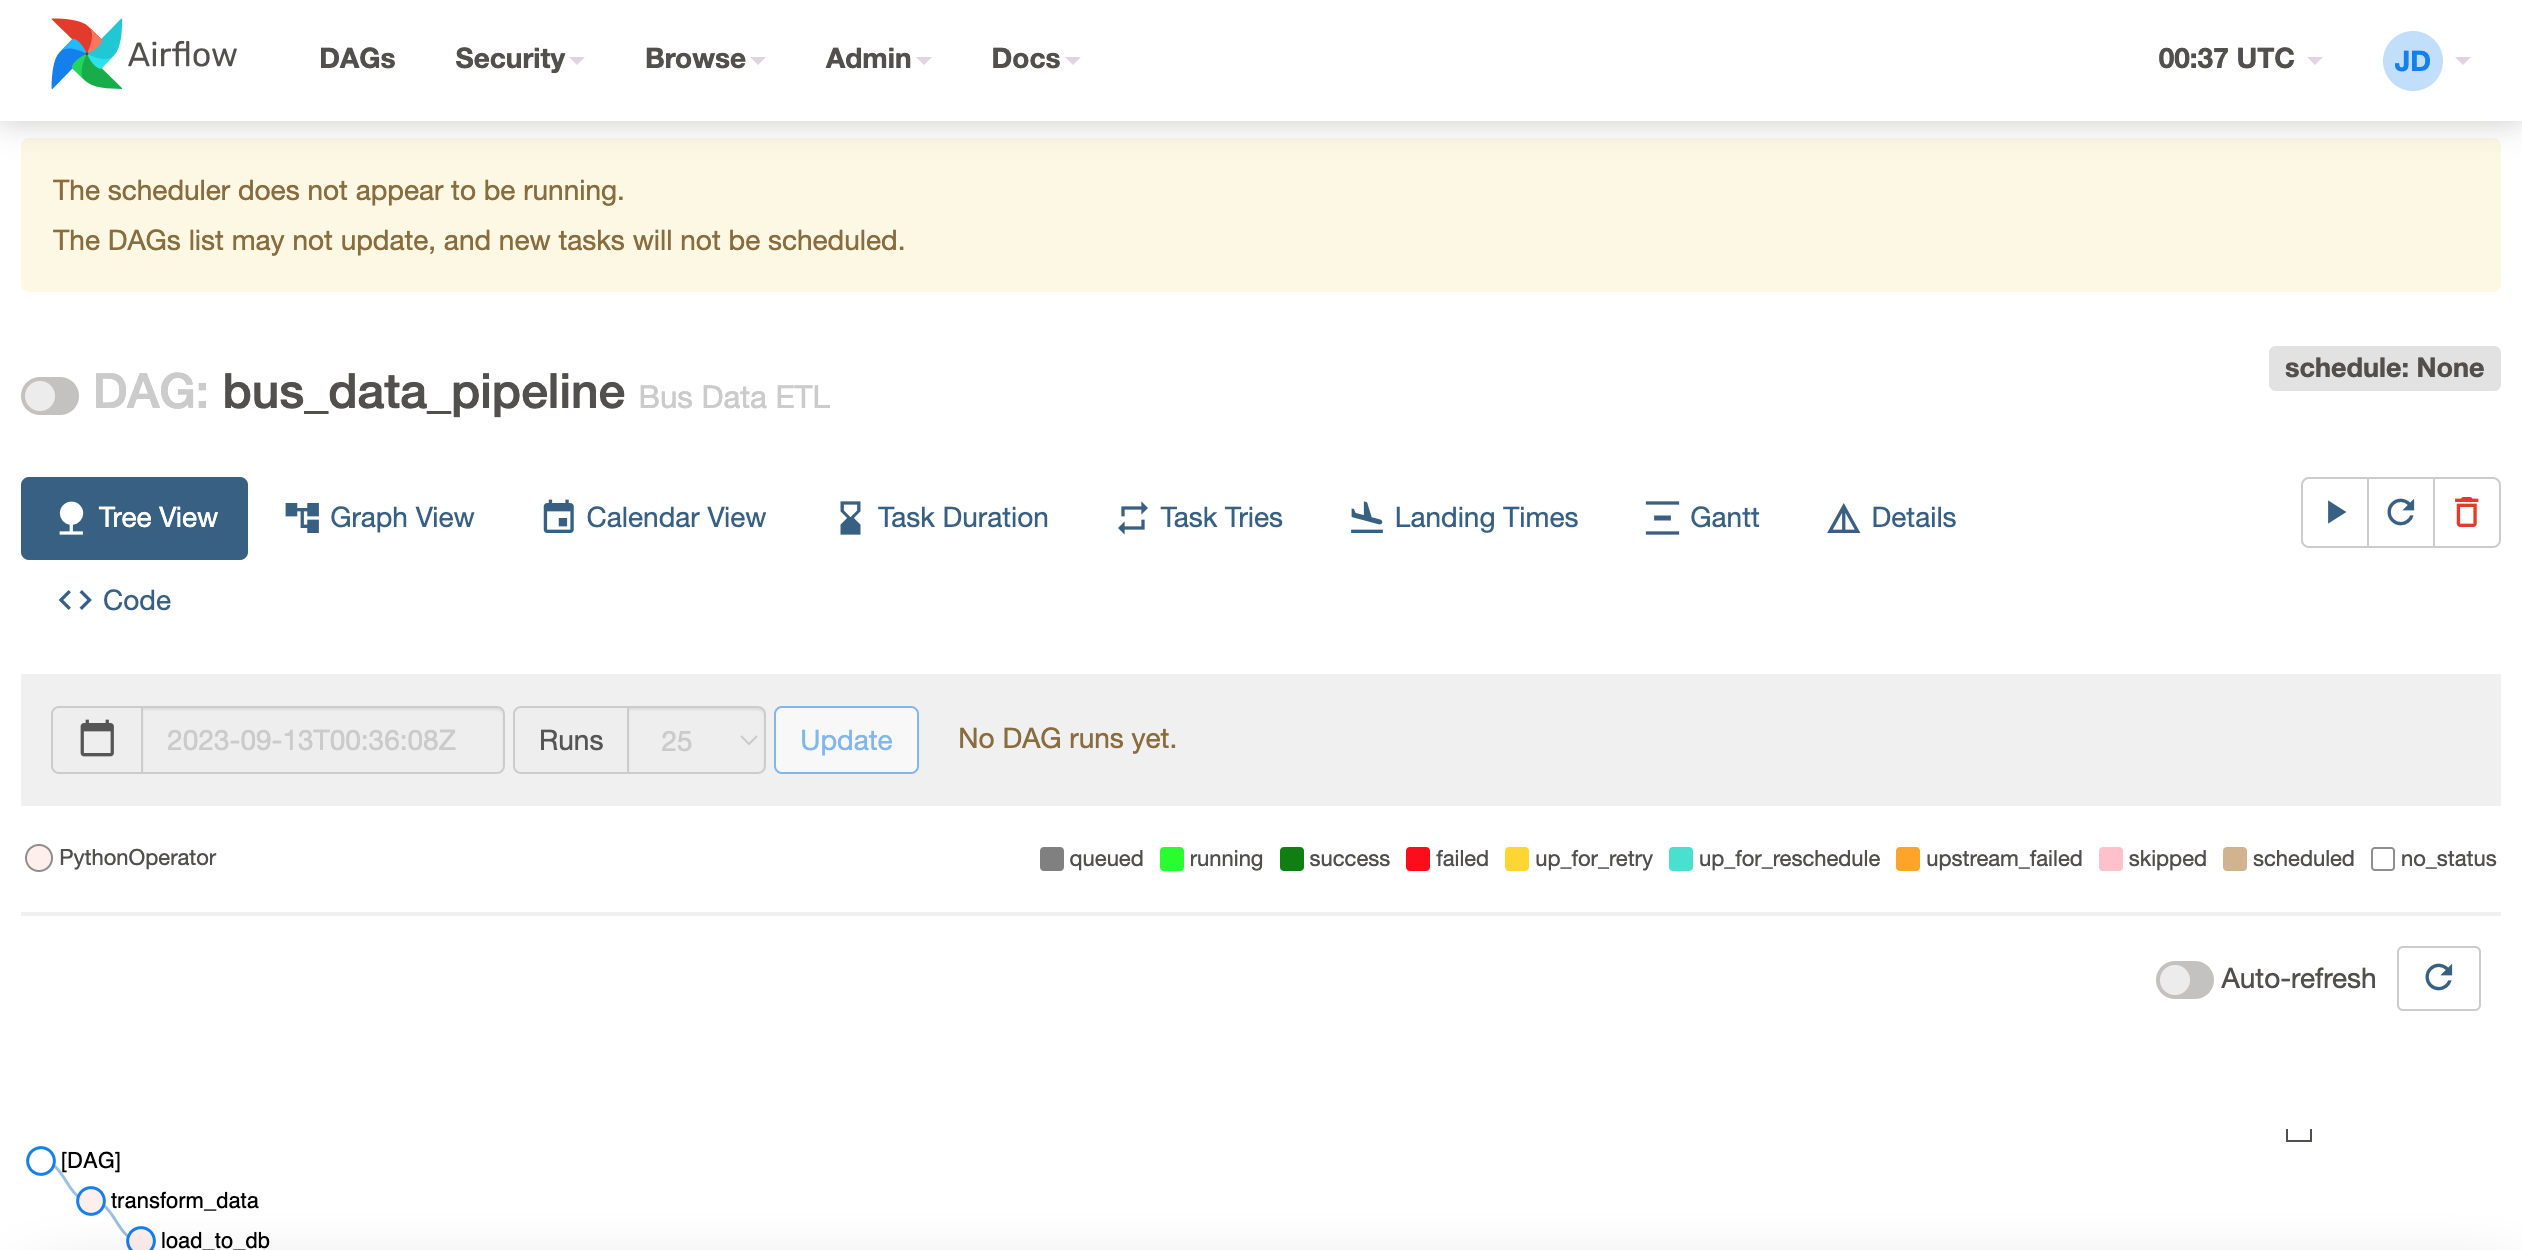 Airflow DAGs Security Browse Admin Docs 00:37 UTC JD
The scheduler does not appear to be running.
The DAGs list may not update, and new tasks will not be scheduled.
schedule: None
DAG: bus_data_pipeline Bus Data ETL
Tree View Graph View Calendar View Task Duration Task Tries Landing Times Gantt Details
Code
2023-09-13T00:36:08Z Runs 25 Update No DAG runs yet.
PythonOperator queued running success failed up_for_retry up_for_reschedule upstream_failed skipped scheduled no_status
Auto-refresh
[DAG]
transform_data
load_to_db